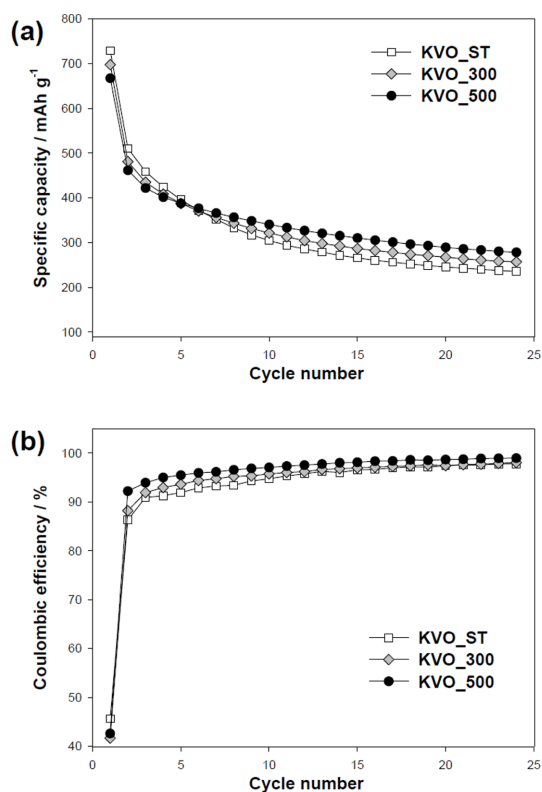 (a)
800
700
600
500
400
300
200
100
Specific capacity / mAh g⁻¹
KVO_ST
KVO_300
KVO_500
0 5 10 15 20 25
Cycle number
(b)
100
90
80
70
60
50
40
Coulombic efficiency / %
KVO_ST
KVO_300
KVO_500
0 5 10 15 20 25
Cycle number